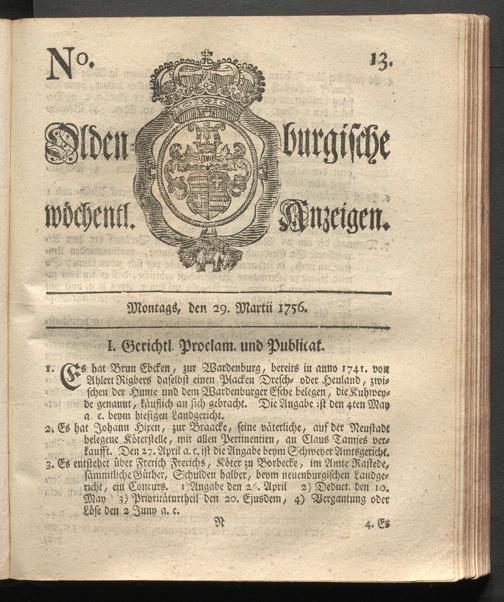 No. 13.
Olden- burgische
wöchentl. Anzeigen.
Montags, den 29. Martii 1756.
I. Gerichtl. Proclam. und Publicat.
1. Es hat Brun Ebcken, zur Wardenburg, bereits in anno 1741. von
Ahlert Rigbers daselbst einen Placken Dresch- oder Heuland, zwi-
schen der Hunte und dem Wardenburger Esche belegen, die Kuhwey-
de genannt, käuflich an sich gebracht. Die Angabe ist den 4ten May
a. c. beym hiesigen Landgericht.
2, Es hat Johann Hixen, zur Braacke, seine väterliche, auf der Neustadt
belegene Köterstelle, mit allen Pertinentien, an Claus Tamjes ver-
kaufft. Den 27. April a. c. ist die Angabe beym Schweyer Amtsgericht.
3. Es entstehet über Frerich Frerichs, Köter zu Borbecke, im Amte Rastede,
sämmtliche Güther, Schulden halber, beym neuenburgischen Landge-
richt, ein Concurs. 1) Angabe den 26. April 2) Deduct. den 10.
May 3) Prioritäturtheil den 20. Ejusdem, 4) Vergantung oder
Löse den 2 Juny a. c.
N 4. Es